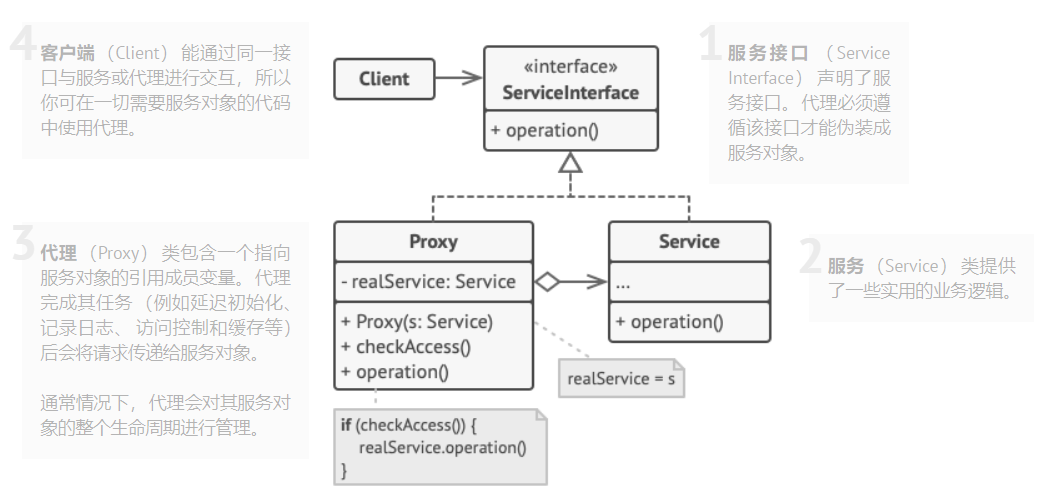 4
客户端（Client）能通过同一接
口与服务或代理进行交互，所以
你可在一切需要服务对象的代码
中使用代理。
Client
«interface»
ServiceInterface
+ operation()
1
服务接口（Service
Interface）声明了服
务接口。代理必须遵
循该接口才能伪装成
服务对象。
3
代理（Proxy）类包含一个指向
服务对象的引用成员变量。代理
完成其任务（例如延迟初始化、
记录日志、访问控制和缓存等）
后会将请求传递给服务对象。
通常情况下，代理会对其服务对
象的整个生命周期进行管理。
Proxy
- realService: Service
+ Proxy(s: Service)
+ checkAccess()
+ operation()
Service
...
+ operation()
2
服务（Service）类提供
了一些实用的业务逻辑。
realService = s
if (checkAccess()) {
realService.operation()
}